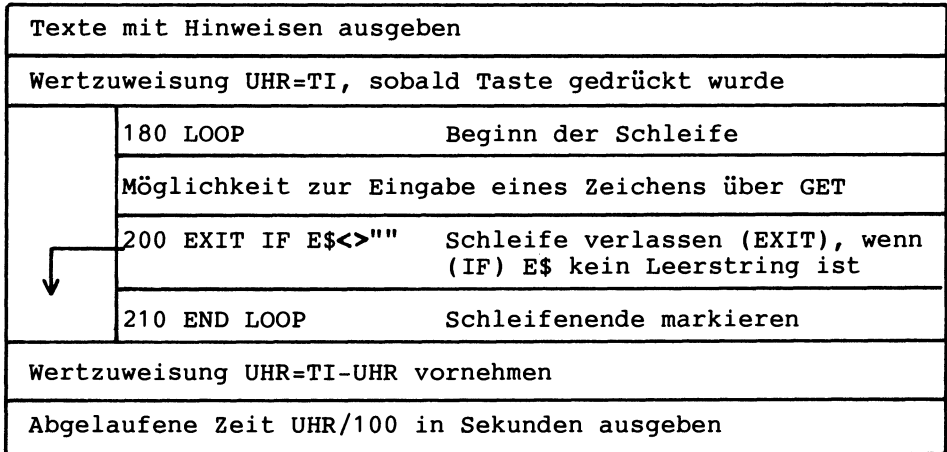 Texte mit Hinweisen ausgeben
Wertzuweisung UHR=TI, sobald Taste gedrückt wurde
180 LOOP Beginn der Schleife
Möglichkeit zur Eingabe eines Zeichens über GET
200 EXIT IF E$<>"" Schleife verlassen (EXIT), wenn
(IF) E$ kein Leerstring ist
210 END LOOP Schleifenende markieren
Wertzuweisung UHR=TI-UHR vornehmen
Abgelaufene Zeit UHR/100 in Sekunden ausgeben